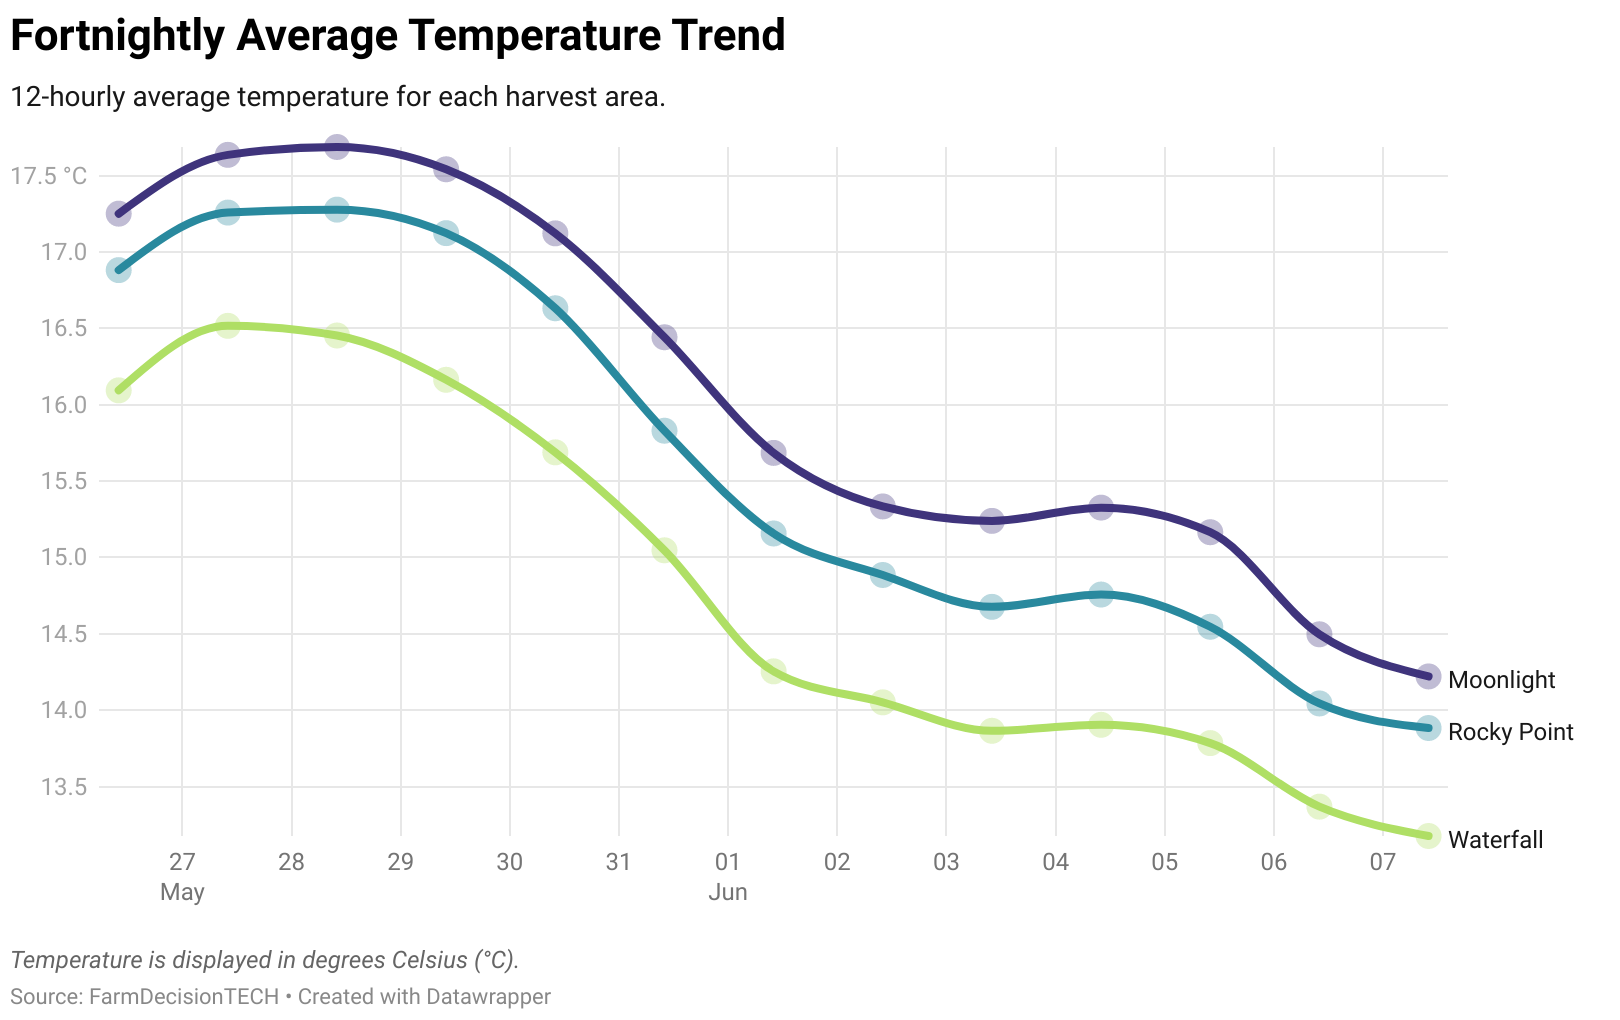 Fortnightly Average Temperature Trend
12-hourly average temperature for each harvest area.
17.5 °C
17.0
16.5
16.0
15.5
15.0
14.5
14.0
13.5
Moonlight
Rocky Point
Waterfall
27 28 29 30 31 01 02 03 04 05 06 07
May Jun
Temperature is displayed in degrees Celsius (°C).
Source: FarmDecisionTECH • Created with Datawrapper